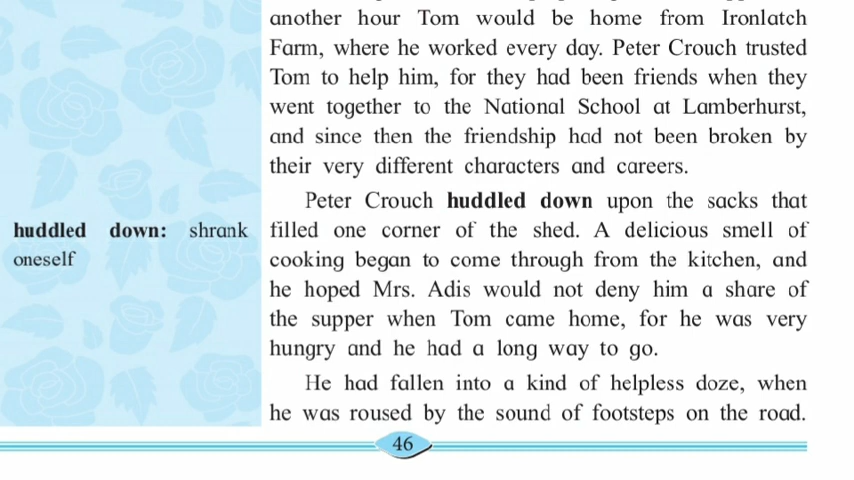 another hour Tom would be home from Ironlatch
Farm, where he worked every day. Peter Crouch trusted
Tom to help him, for they had been friends when they
went together to the National School at Lamberhurst,
and since then the friendship had not been broken by
their very different characters and careers.
Peter Crouch huddled down upon the sacks that
filled one corner of the shed. A delicious smell of
cooking began to come through from the kitchen, and
he hoped Mrs. Adis would not deny him a share of
the supper when Tom came home, for he was very
hungry and he had a long way to go.
He had fallen into a kind of helpless doze, when
he was roused by the sound of footsteps on the road.
huddled down: shrank
oneself
46